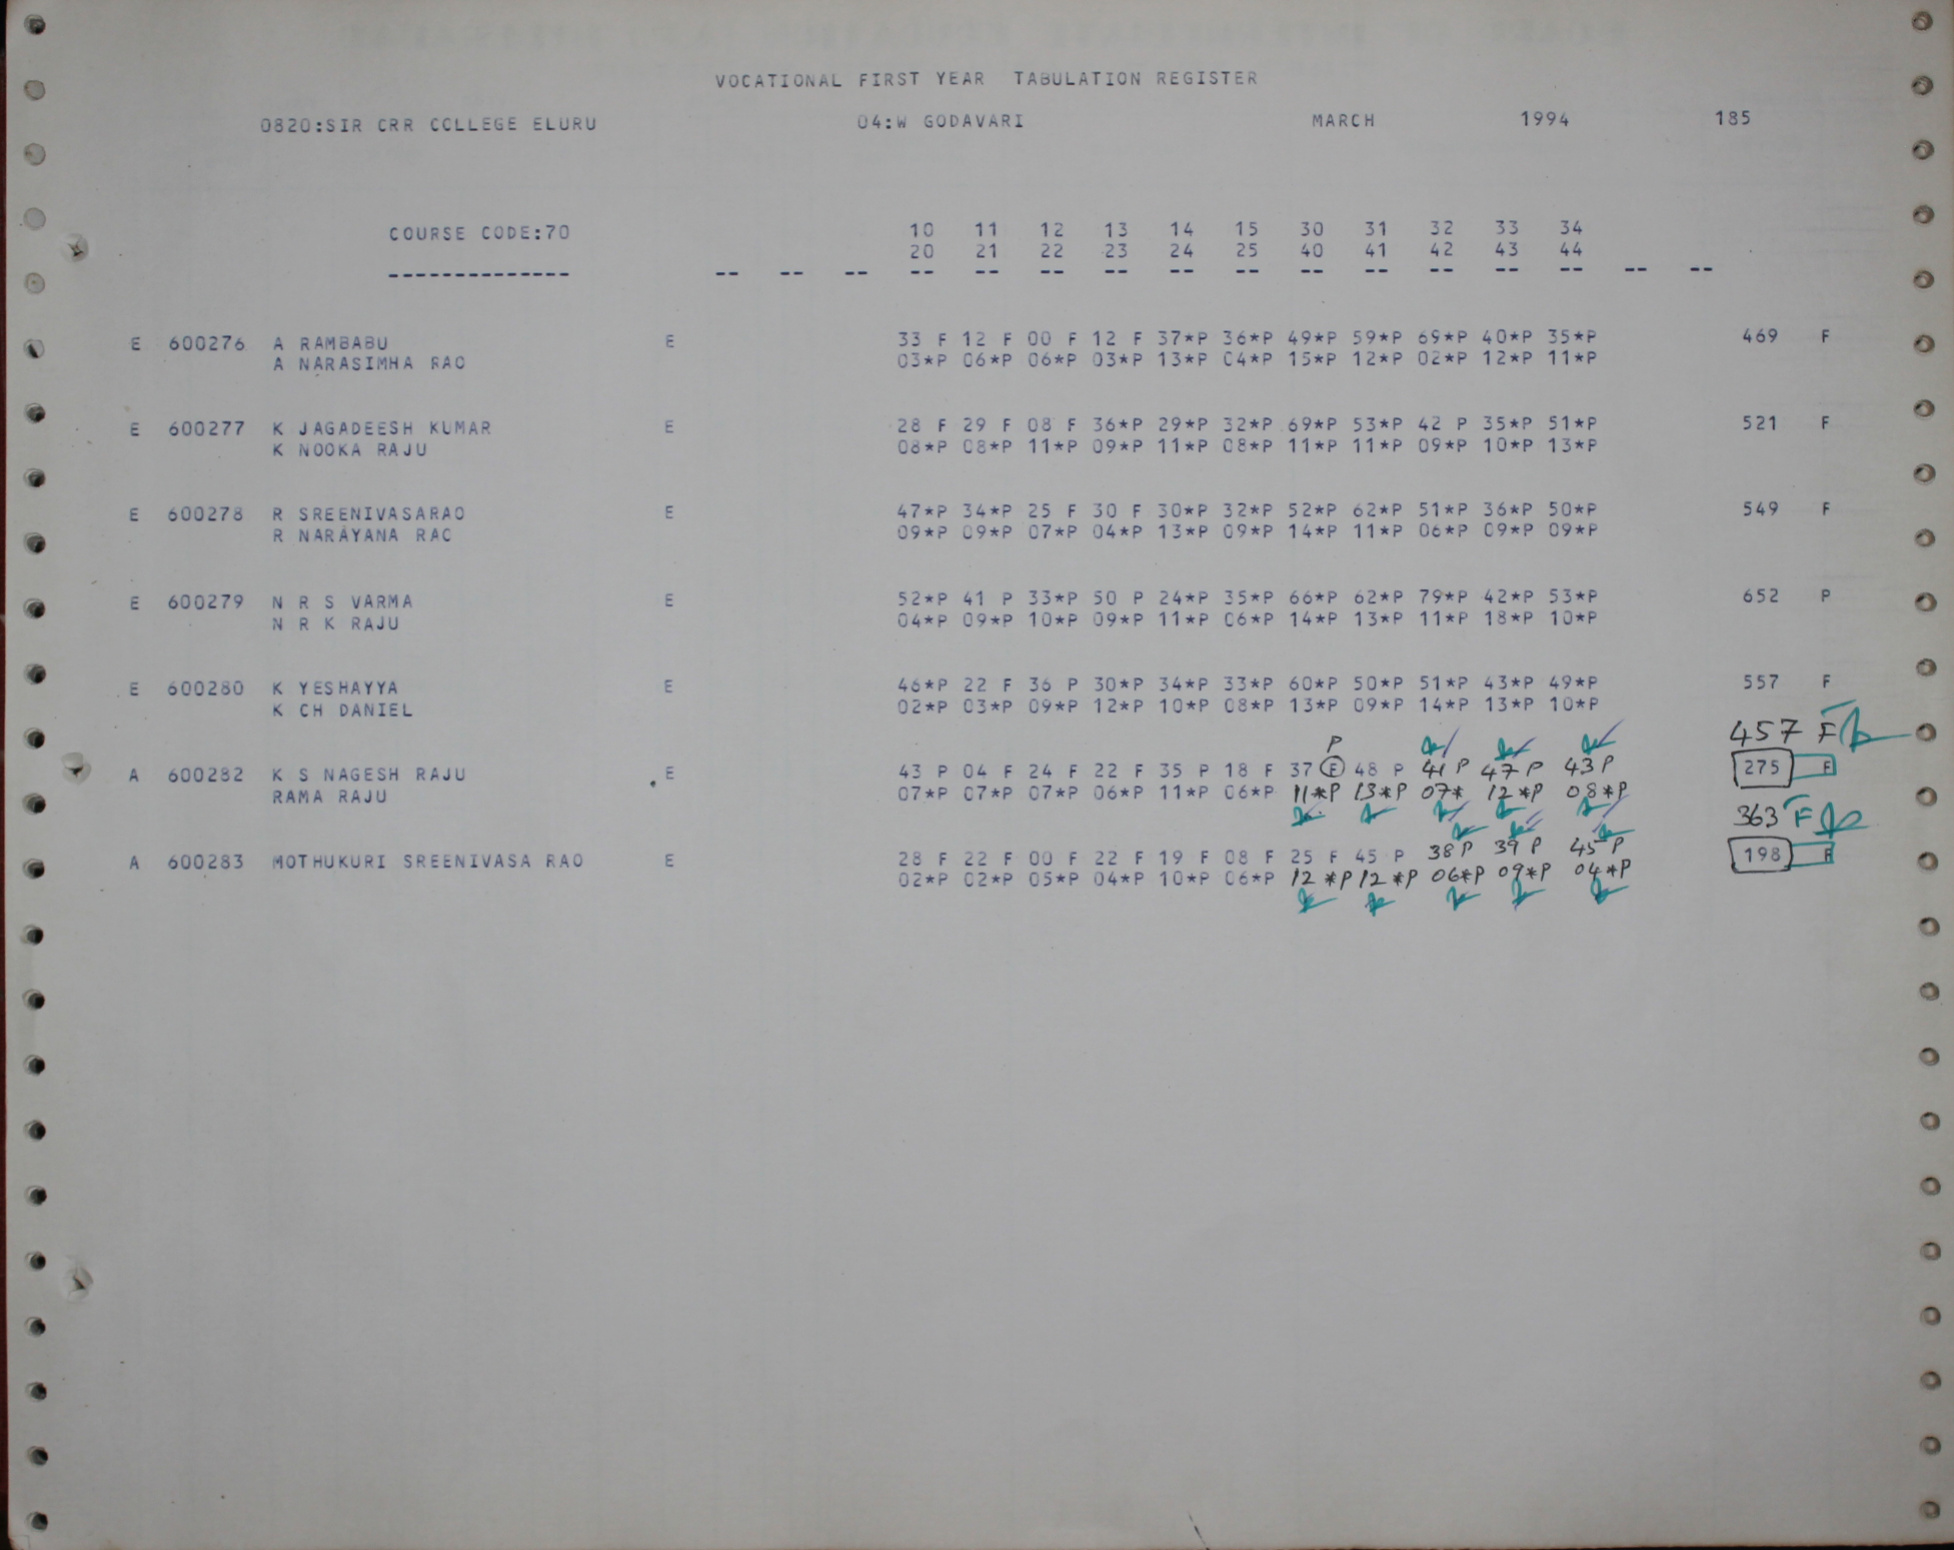 VOCATIONAL FIRST YEAR TABULATION REGISTER
0820:SIR CRR COLLEGE ELURU 04:W GODAVARI MARCH 1994 185
COURSE CODE:70 10 11 12 13 14 15 30 31 32 33 34
20 21 22 23 24 25 40 41 42 43 44
-------------- -- -- -- -- -- -- -- -- -- -- -- -- -- -- -- --
E 600276 A RAMBABU E 33 F 12 F 00 F 12 F 37*P 36*P 49*P 59*P 69*P 40*P 35*P 469 F
A NARASIMHA RAO 03*P 06*P 06*P 03*P 13*P 04*P 15*P 12*P 02*P 12*P 11*P
E 600277 K JAGADEESH KUMAR E 28 F 29 F 08 F 36*P 29*P 32*P 69*P 53*P 42 P 35*P 51*P 521 F
K NOOKA RAJU 08*P 08*P 11*P 09*P 11*P 08*P 11*P 11*P 09*P 10*P 13*P
E 600278 R SREENIVASARAO E 47*P 34*P 25 F 30 F 30*P 32*P 52*P 62*P 51*P 36*P 50*P 549 F
R NARAYANA RAO 09*P 09*P 07*P 04*P 13*P 09*P 14*P 11*P 06*P 09*P 09*P
E 600279 N R S VARMA E 52*P 41 P 33*P 50 P 24*P 35*P 66*P 62*P 79*P 42*P 53*P 652 P
N R K RAJU 04*P 09*P 10*P 09*P 11*P 06*P 14*P 13*P 11*P 18*P 10*P
E 600280 K YESHAYYA E 46*P 22 F 36 P 30*P 34*P 33*P 60*P 50*P 51*P 43*P 49*P 557 F
K CH DANIEL 02*P 03*P 09*P 12*P 10*P 08*P 13*P 09*P 14*P 13*P 10*P
P 457 F
A 600282 K S NAGESH RAJU E 43 P 04 F 24 F 22 F 35 P 18 F 37 F 48 P 41 P 47 P 43 P 275 F
RAMA RAJU 07*P 07*P 07*P 06*P 11*P 06*P 11*P 13*P 07* 12*P 08*P
363 F
A 600283 MOTHUKURI SREENIVASA RAO E 28 F 22 F 00 F 22 F 19 F 08 F 25 F 45 P 38 P 39 P 45 P 198 F
02*P 02*P 05*P 04*P 10*P 06*P 12*P 12*P 06*P 09*P 04*P